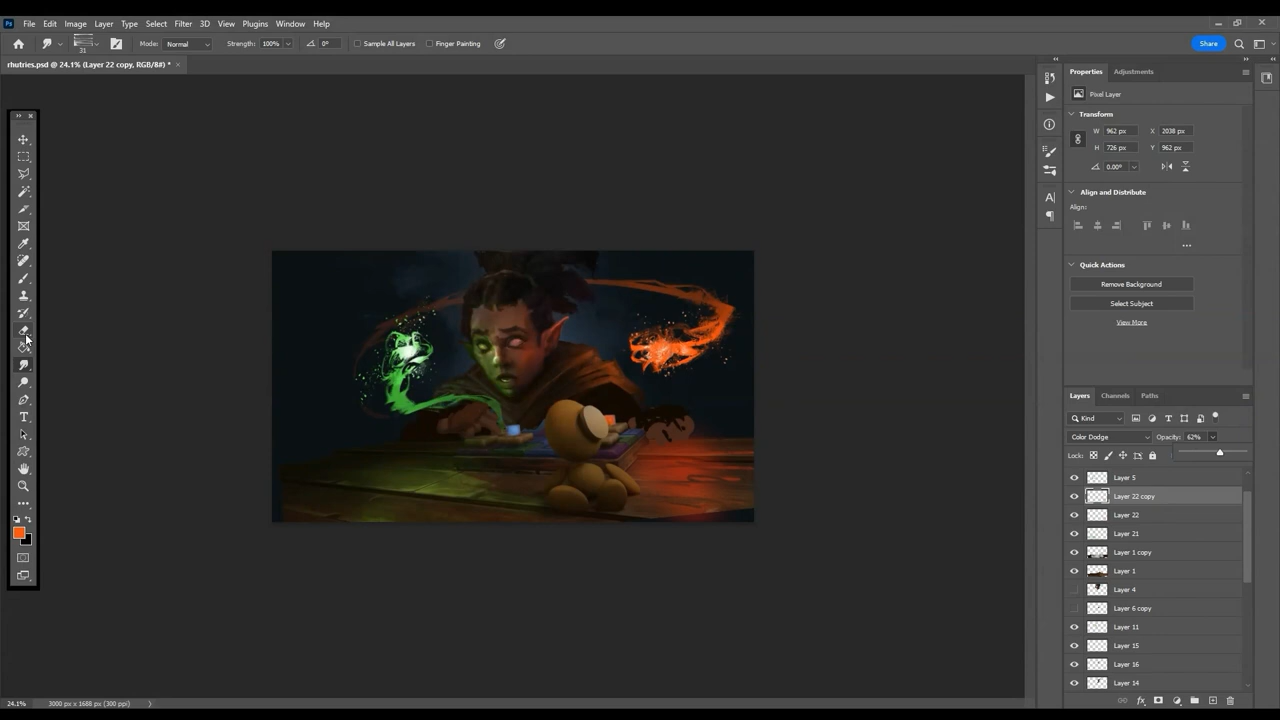 Ps File Edit Image Layer Type Select Filter 3D View Plugins Window Help
31 Mode: Normal Strength: 100% 0° Sample All Layers Finger Painting Share
rhutries.psd @ 24.1% (Layer 22 copy, RGB/8#) * ×
Properties Adjustments
Pixel Layer
Transform
W 962 px X 2038 px
H 726 px Y 962 px
0.00°
Align and Distribute
Align:
Quick Actions
Remove Background
Select Subject
View More
Layers Channels Paths
Kind
Color Dodge Opacity: 62%
Lock:
Layer 5
Layer 22 copy
Layer 22
Layer 21
Layer 1 copy
Layer 1
Layer 4
Layer 6 copy
Layer 11
Layer 15
Layer 16
Layer 14
24.1% 3000 px x 1688 px (300 ppi)